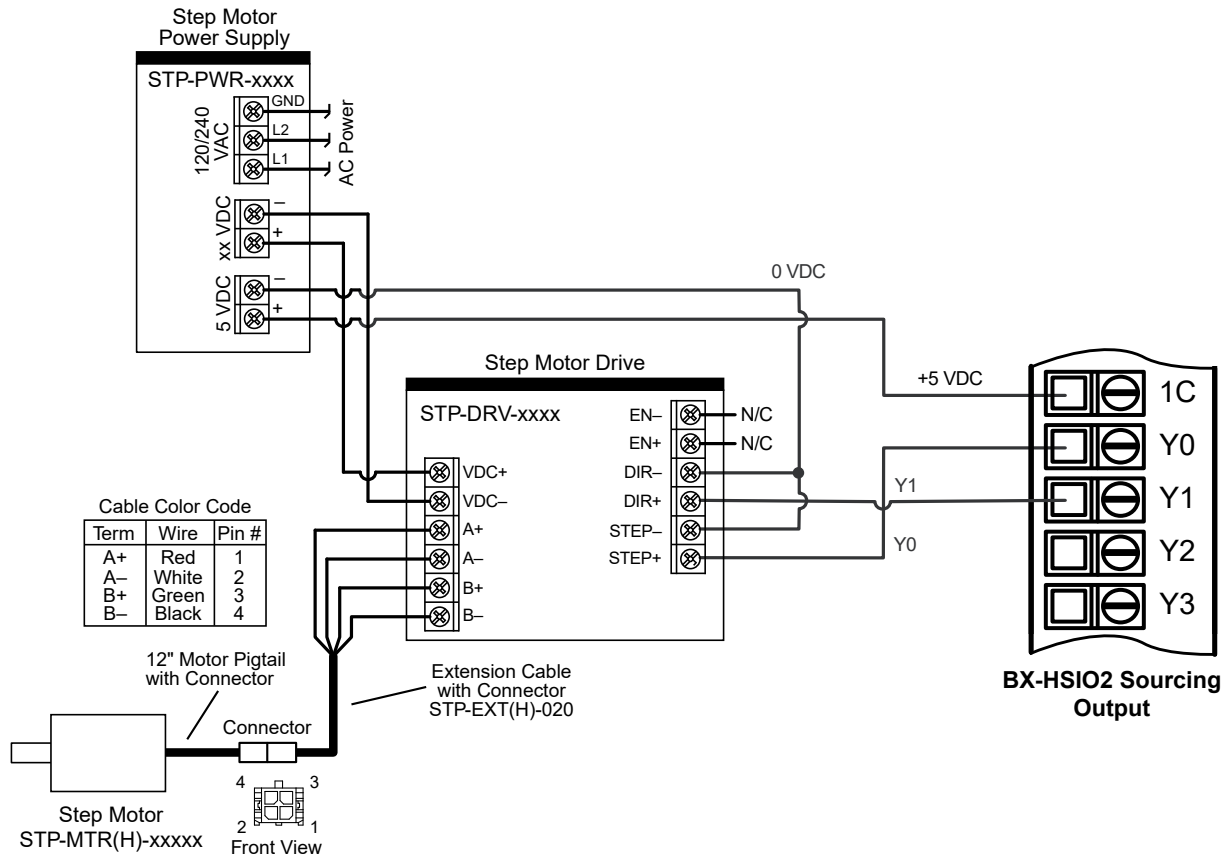 Step Motor
Power Supply
STP-PWR-xxxx
120/240
VAC
GND
L2
L1
AC Power
xx VDC
–
+
5 VDC
–
+
0 VDC
+5 VDC
Step Motor Drive
STP-DRV-xxxx
EN–
N/C
EN+
N/C
DIR–
DIR+
STEP–
STEP+
VDC+
VDC–
A+
A–
B+
B–
Y1
Y0
1C
Y0
Y1
Y2
Y3
BX-HSIO2 Sourcing
Output
Cable Color Code
Term Wire Pin #
A+ Red 1
A– White 2
B+ Green 3
B– Black 4
12" Motor Pigtail
with Connector
Extension Cable
with Connector
STP-EXT(H)-020
Connector
4 3
2 1
Front View
Step Motor
STP-MTR(H)-xxxxx